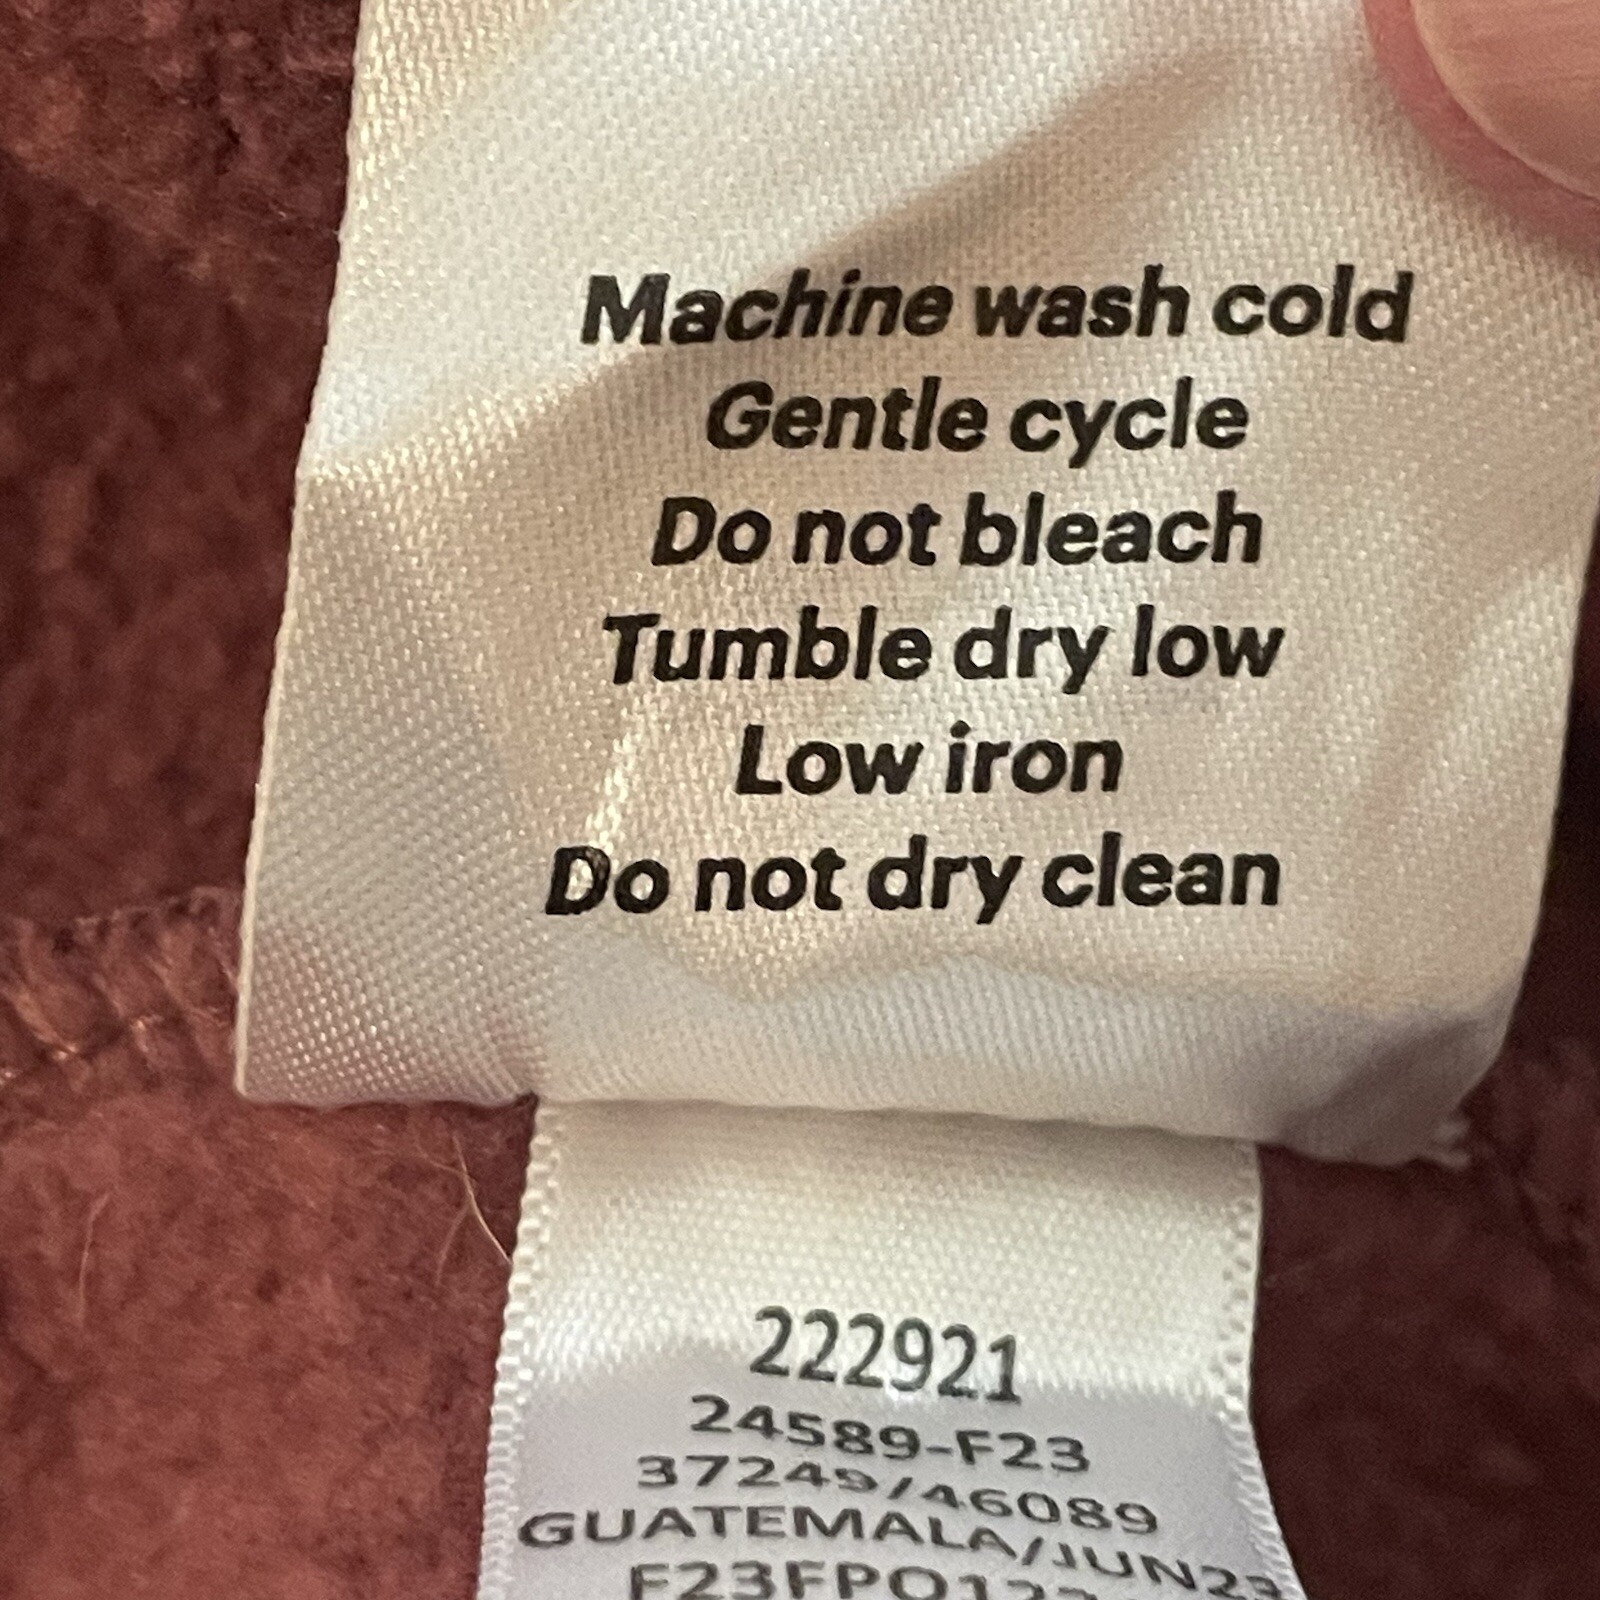 Machine wash cold
Gentle cycle
Do not bleach
Tumble dry low
Low iron
Do not dry clean
222921
24589-F23
37249/46089
GUATEMALA/JUN23